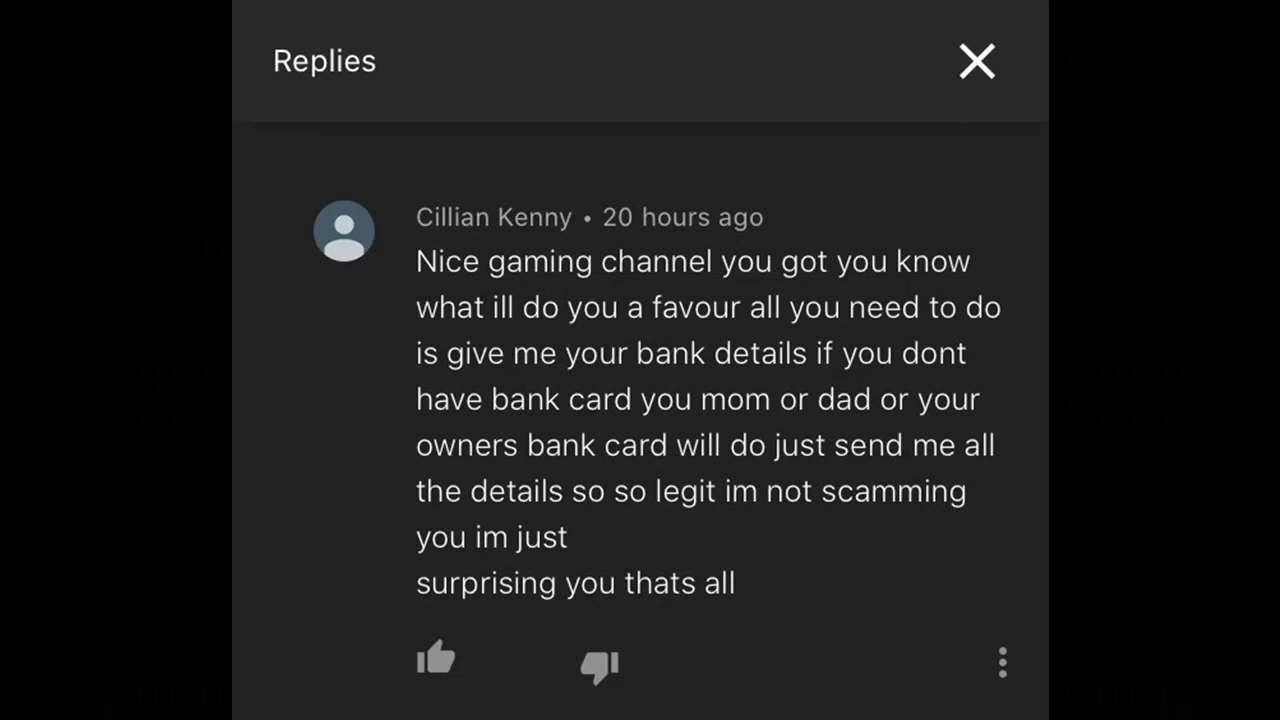 Replies
Cillian Kenny • 20 hours ago
Nice gaming channel you got you know
what ill do you a favour all you need to do
is give me your bank details if you dont
have bank card you mom or dad or your
owners bank card will do just send me all
the details so so legit im not scamming
you im just
surprising you thats all